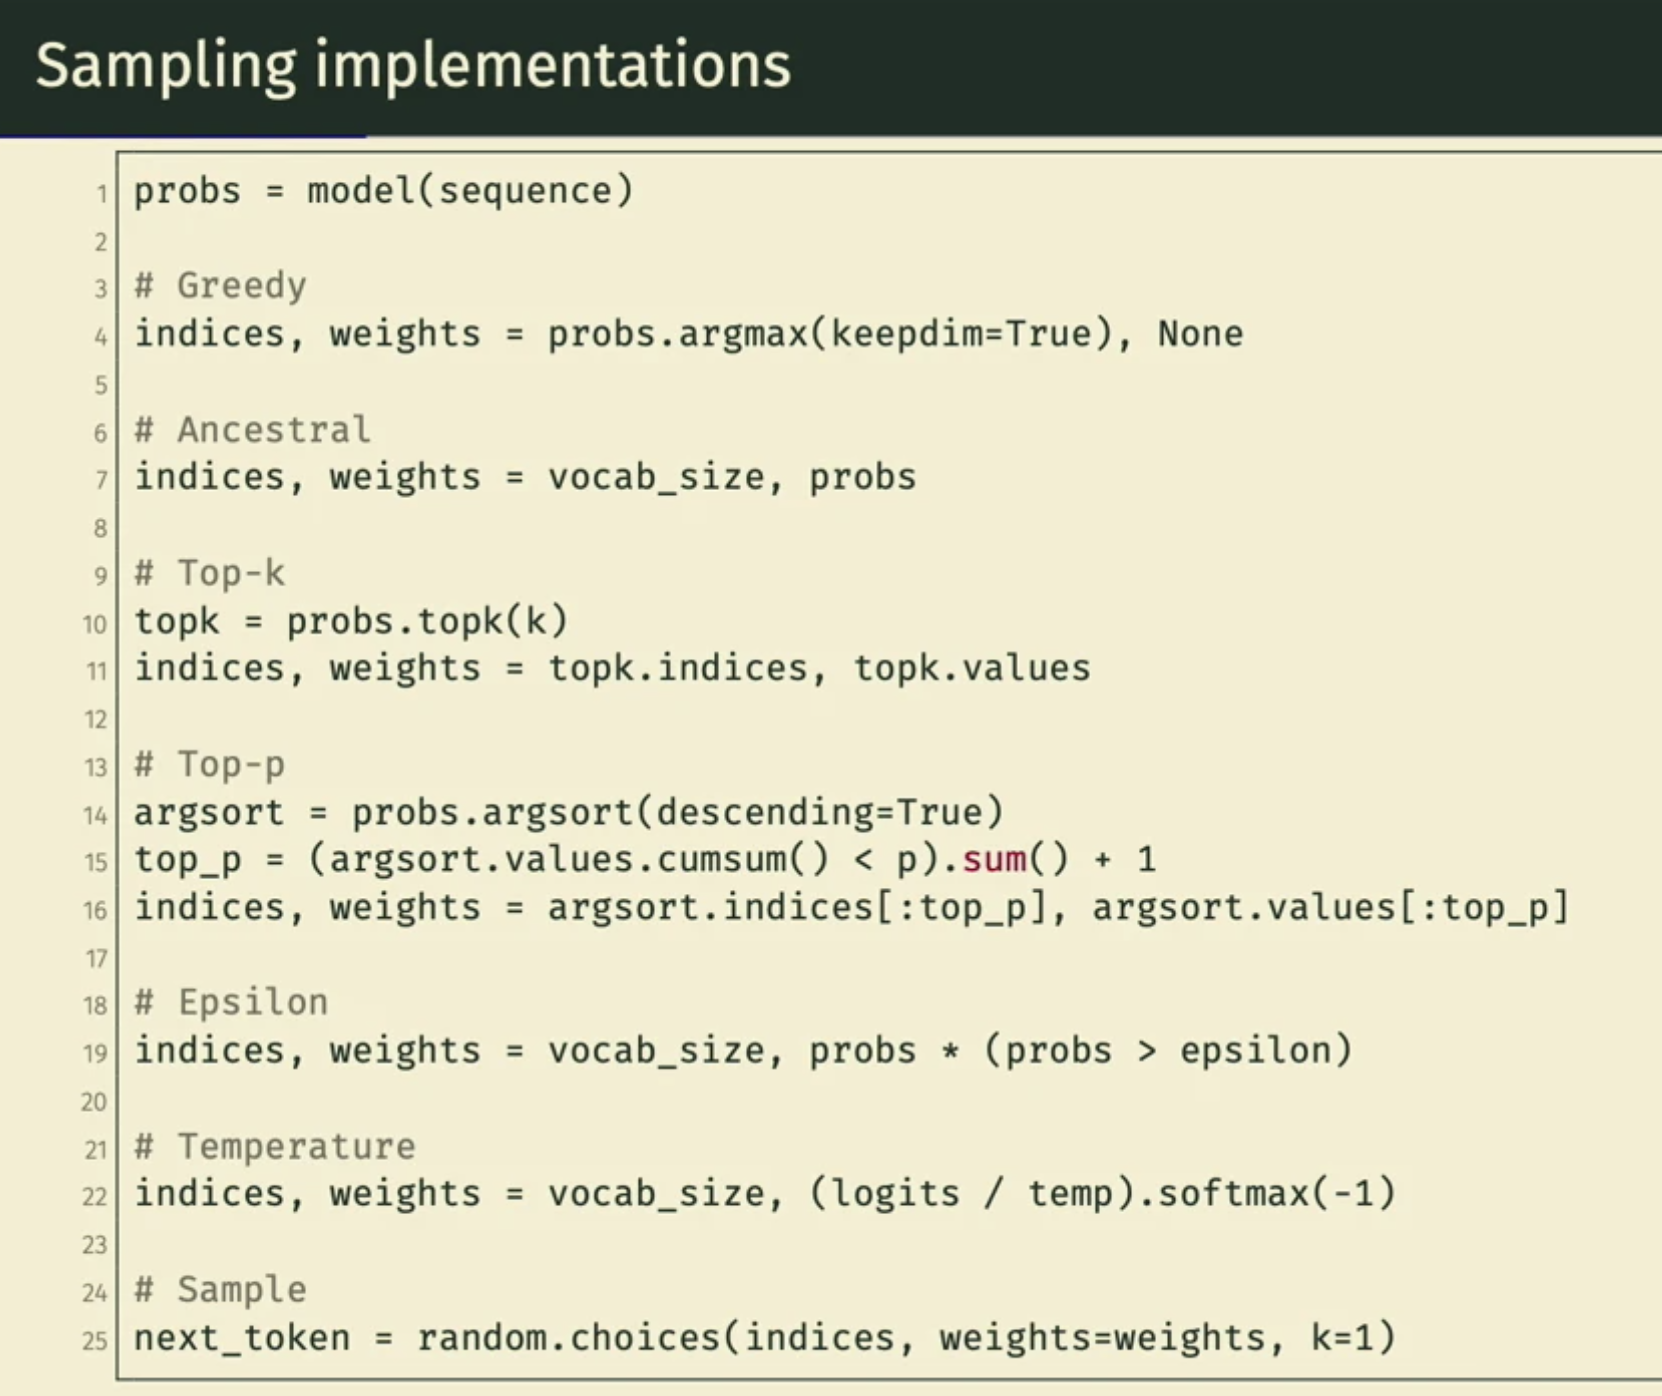 Sampling implementations
1 probs = model(sequence)
2
3 # Greedy
4 indices, weights = probs.argmax(keepdim=True), None
5
6 # Ancestral
7 indices, weights = vocab_size, probs
8
9 # Top-k
10 topk = probs.topk(k)
11 indices, weights = topk.indices, topk.values
12
13 # Top-p
14 argsort = probs.argsort(descending=True)
15 top_p = (argsort.values.cumsum() < p).sum() + 1
16 indices, weights = argsort.indices[:top_p], argsort.values[:top_p]
17
18 # Epsilon
19 indices, weights = vocab_size, probs * (probs > epsilon)
20
21 # Temperature
22 indices, weights = vocab_size, (logits / temp).softmax(-1)
23
24 # Sample
25 next_token = random.choices(indices, weights=weights, k=1)